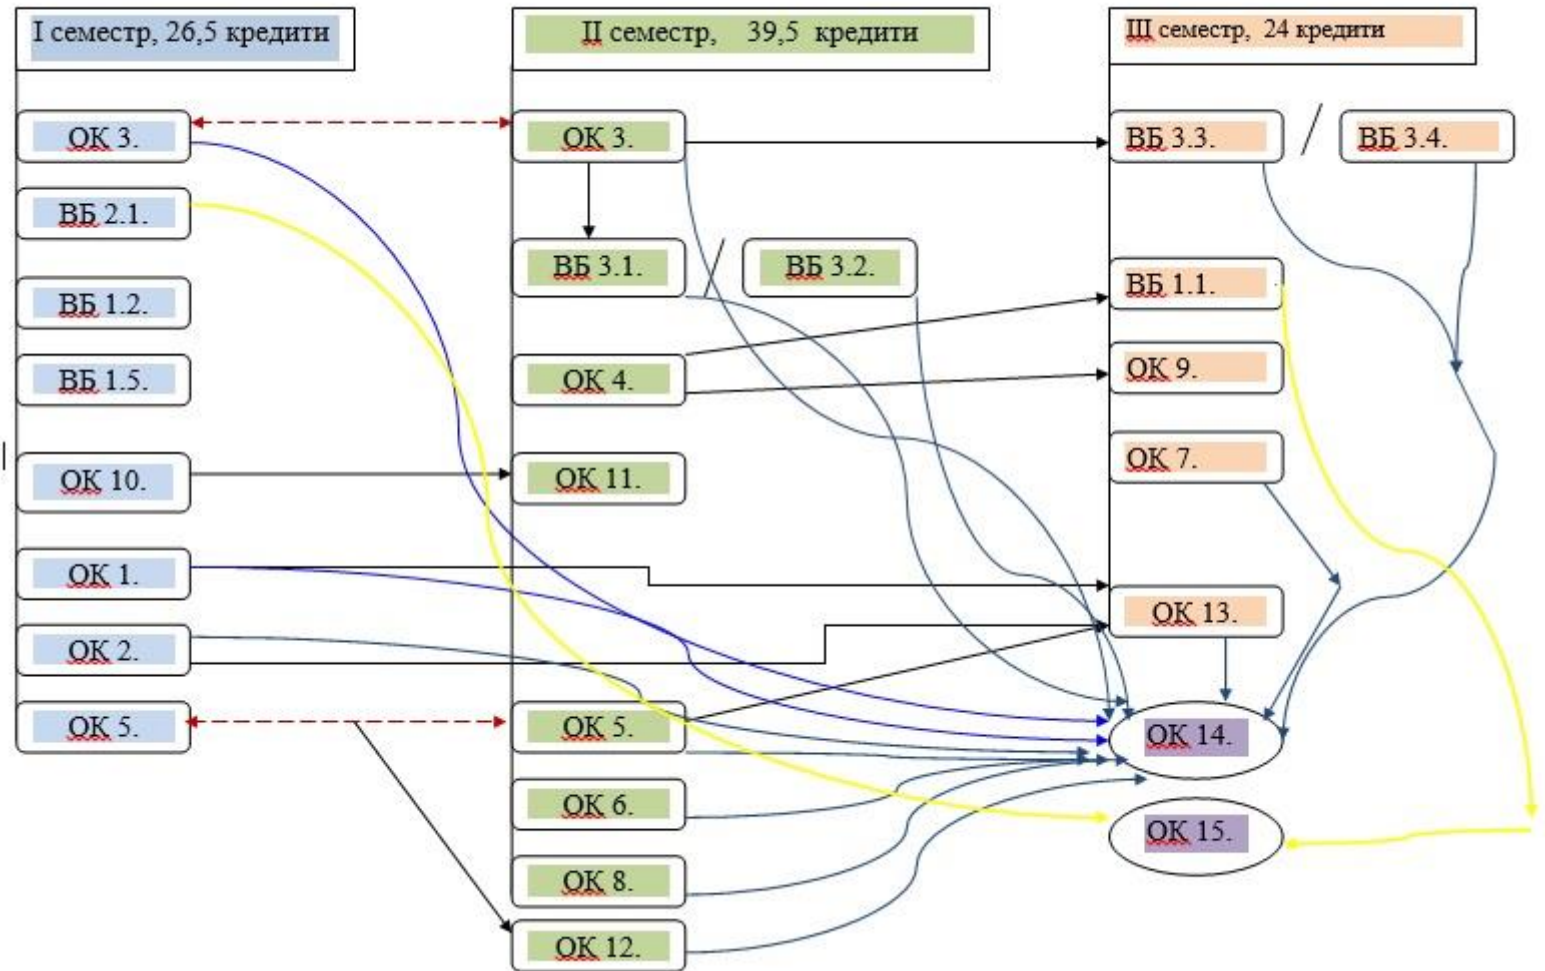 І семестр, 26,5 кредити
ІІ семестр, 39,5 кредити
ІІІ семестр, 24 кредити
ОК 3.
ВБ 2.1.
ВБ 1.2.
ВБ 1.5.
ОК 10.
ОК 1.
ОК 2.
ОК 5.
ОК 3.
ВБ 3.1.
/
ВБ 3.2.
ОК 4.
ОК 11.
ОК 5.
ОК 6.
ОК 8.
ОК 12.
ВБ 3.3.
/
ВБ 3.4.
ВБ 1.1.
ОК 9.
ОК 7.
ОК 13.
ОК 14.
ОК 15.